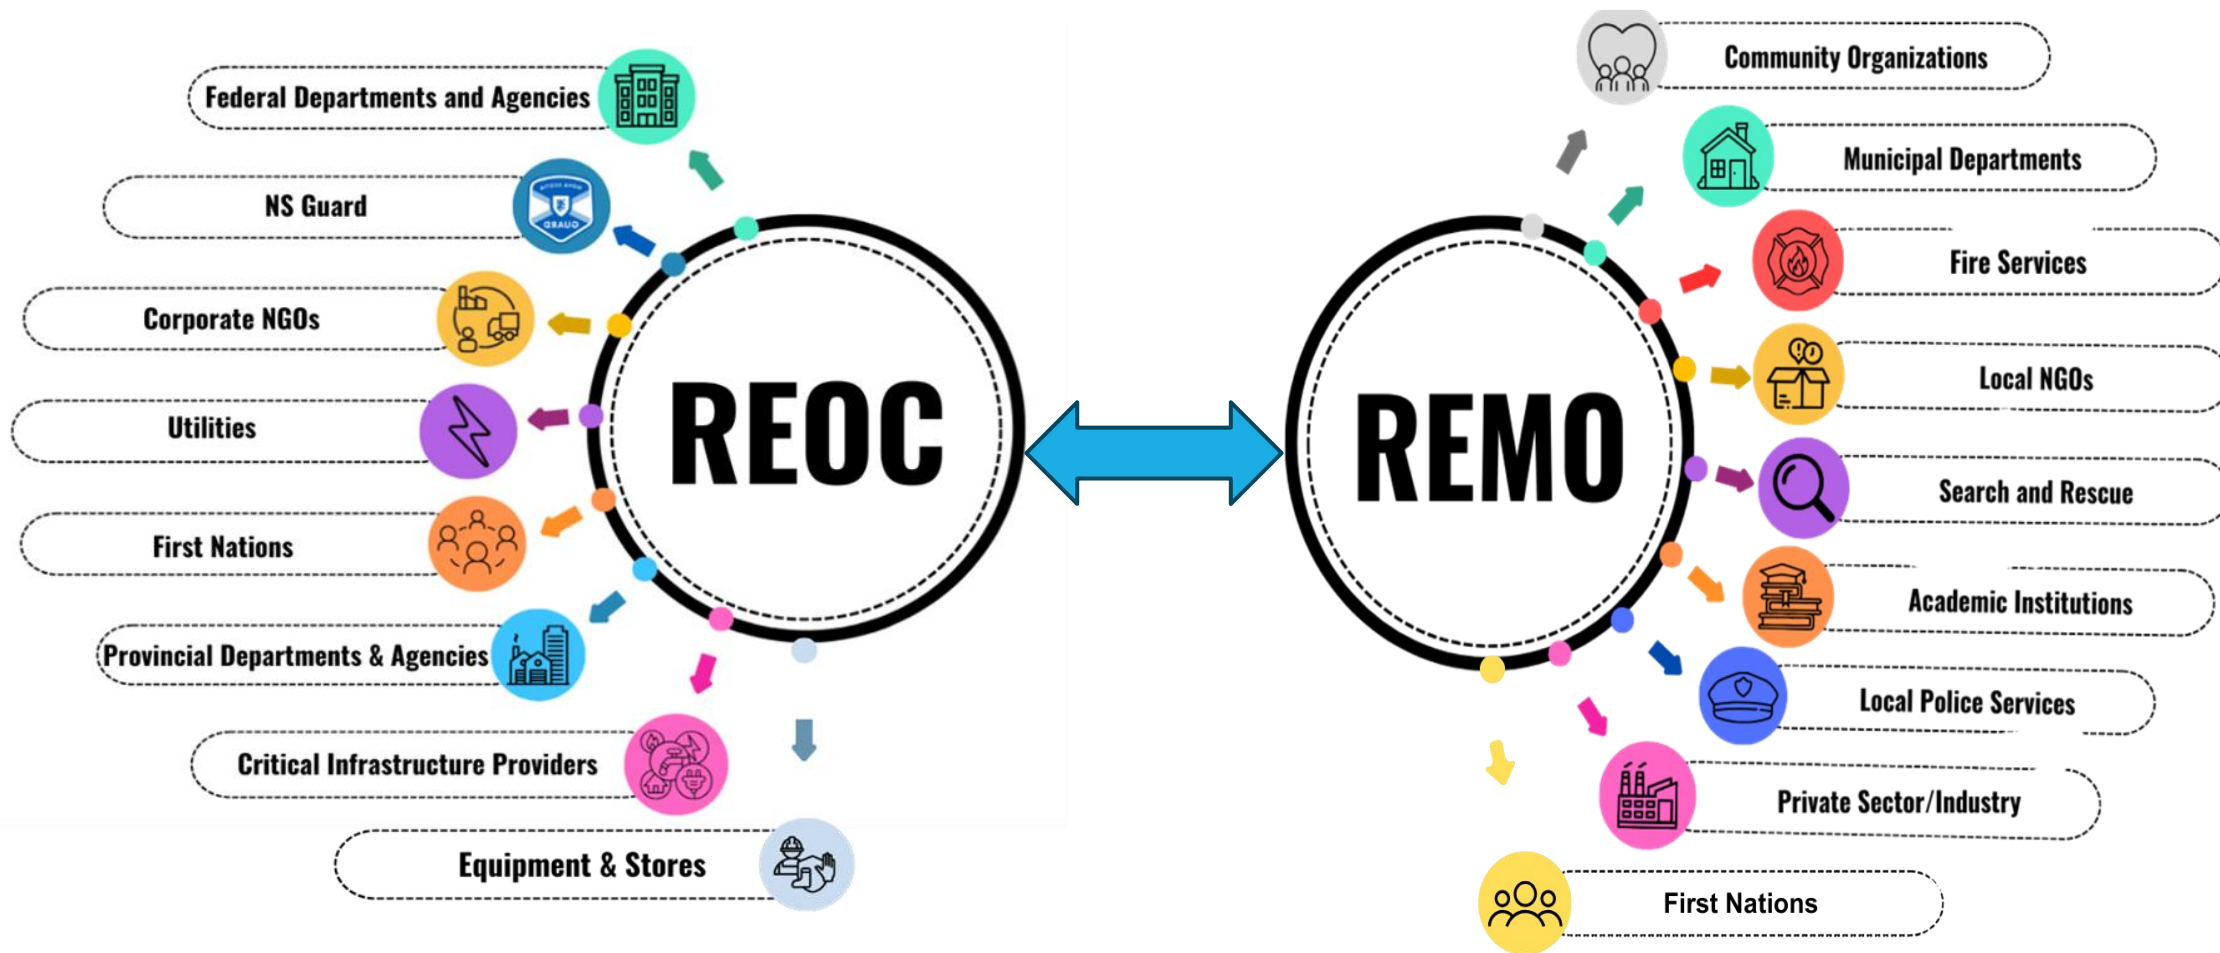 Federal Departments and Agencies
NS Guard
GUARD
Corporate NGOs
Utilities
First Nations
Provincial Departments & Agencies
Critical Infrastructure Providers
Equipment & Stores
REOC
REMO
Community Organizations
Municipal Departments
Fire Services
Local NGOs
Search and Rescue
Academic Institutions
Local Police Services
Private Sector/Industry
First Nations